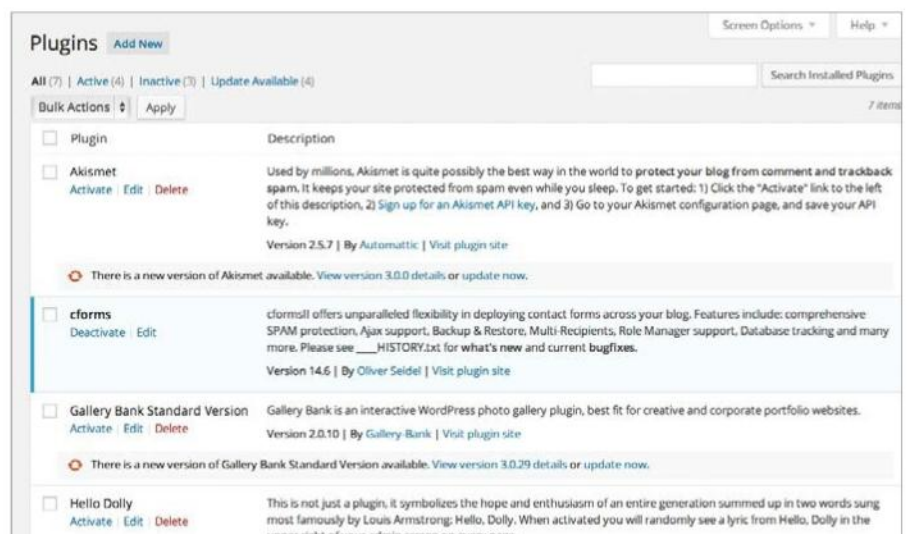 Screen Options Help
Plugins Add New
All (7) | Active (4) | Inactive (3) | Update Available (4)
Search Installed Plugins
Bulk Actions Apply
7 items
Plugin Description
Akismet
Activate | Edit | Delete
Used by millions, Akismet is quite possibly the best way in the world to protect your blog from comment and trackback
spam. It keeps your site protected from spam even while you sleep. To get started: 1) Click the "Activate" link to the left
of this description, 2) Sign up for an Akismet API key, and 3) Go to your Akismet configuration page, and save your API
key.
Version 2.5.7 | By Automattic | Visit plugin site
There is a new version of Akismet available. View version 3.0.0 details or update now.
cforms
Deactivate | Edit
cformsII offers unparalleled flexibility in deploying contact forms across your blog. Features include: comprehensive
SPAM protection, Ajax support, Backup & Restore, Multi-Recipients, Role Manager support, Database tracking and many
more. Please see ____HISTORY.txt for what's new and current bugfixes.
Version 14.6 | By Oliver Seidel | Visit plugin site
Gallery Bank Standard Version
Activate | Edit | Delete
Gallery Bank is an interactive WordPress photo gallery plugin, best fit for creative and corporate portfolio websites.
Version 2.0.10 | By Gallery-Bank | Visit plugin site
There is a new version of Gallery Bank Standard Version available. View version 3.0.29 details or update now.
Hello Dolly
Activate | Edit | Delete
This is not just a plugin, it symbolizes the hope and enthusiasm of an entire generation summed up in two words sung
most famously by Louis Armstrong: Hello, Dolly. When activated you will randomly see a lyric from Hello, Dolly in the